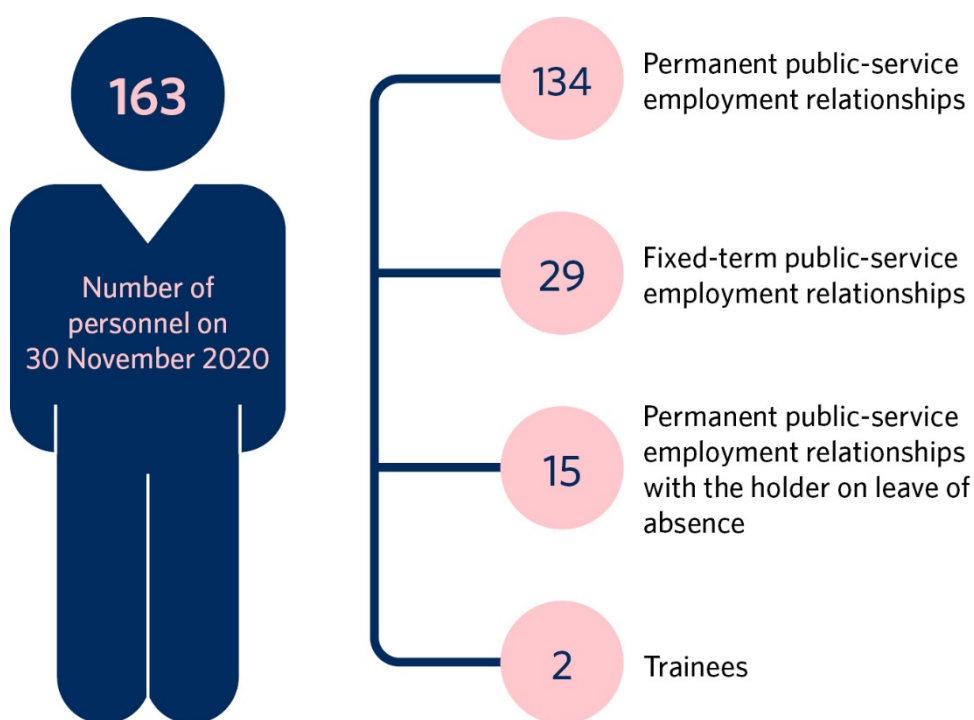 163
Number of
personnel on
30 November 2020
134
Permanent public-service
employment relationships
29
Fixed-term public-service
employment relationships
15
Permanent public-service
employment relationships
with the holder on leave of
absence
2
Trainees